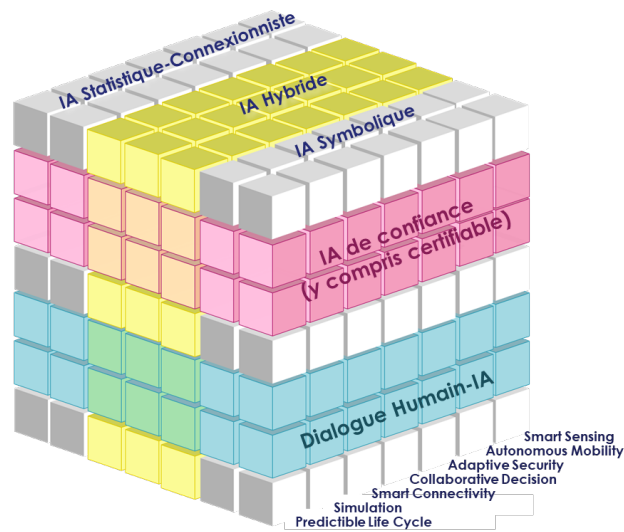 IA Statistique-Connexionniste
IA Hybride
IA Symbolique
IA de confiance
(y compris certifiable)
Dialogue Humain-IA
Smart Sensing
Autonomous Mobility
Adaptive Security
Collaborative Decision
Smart Connectivity
Simulation
Predictible Life Cycle